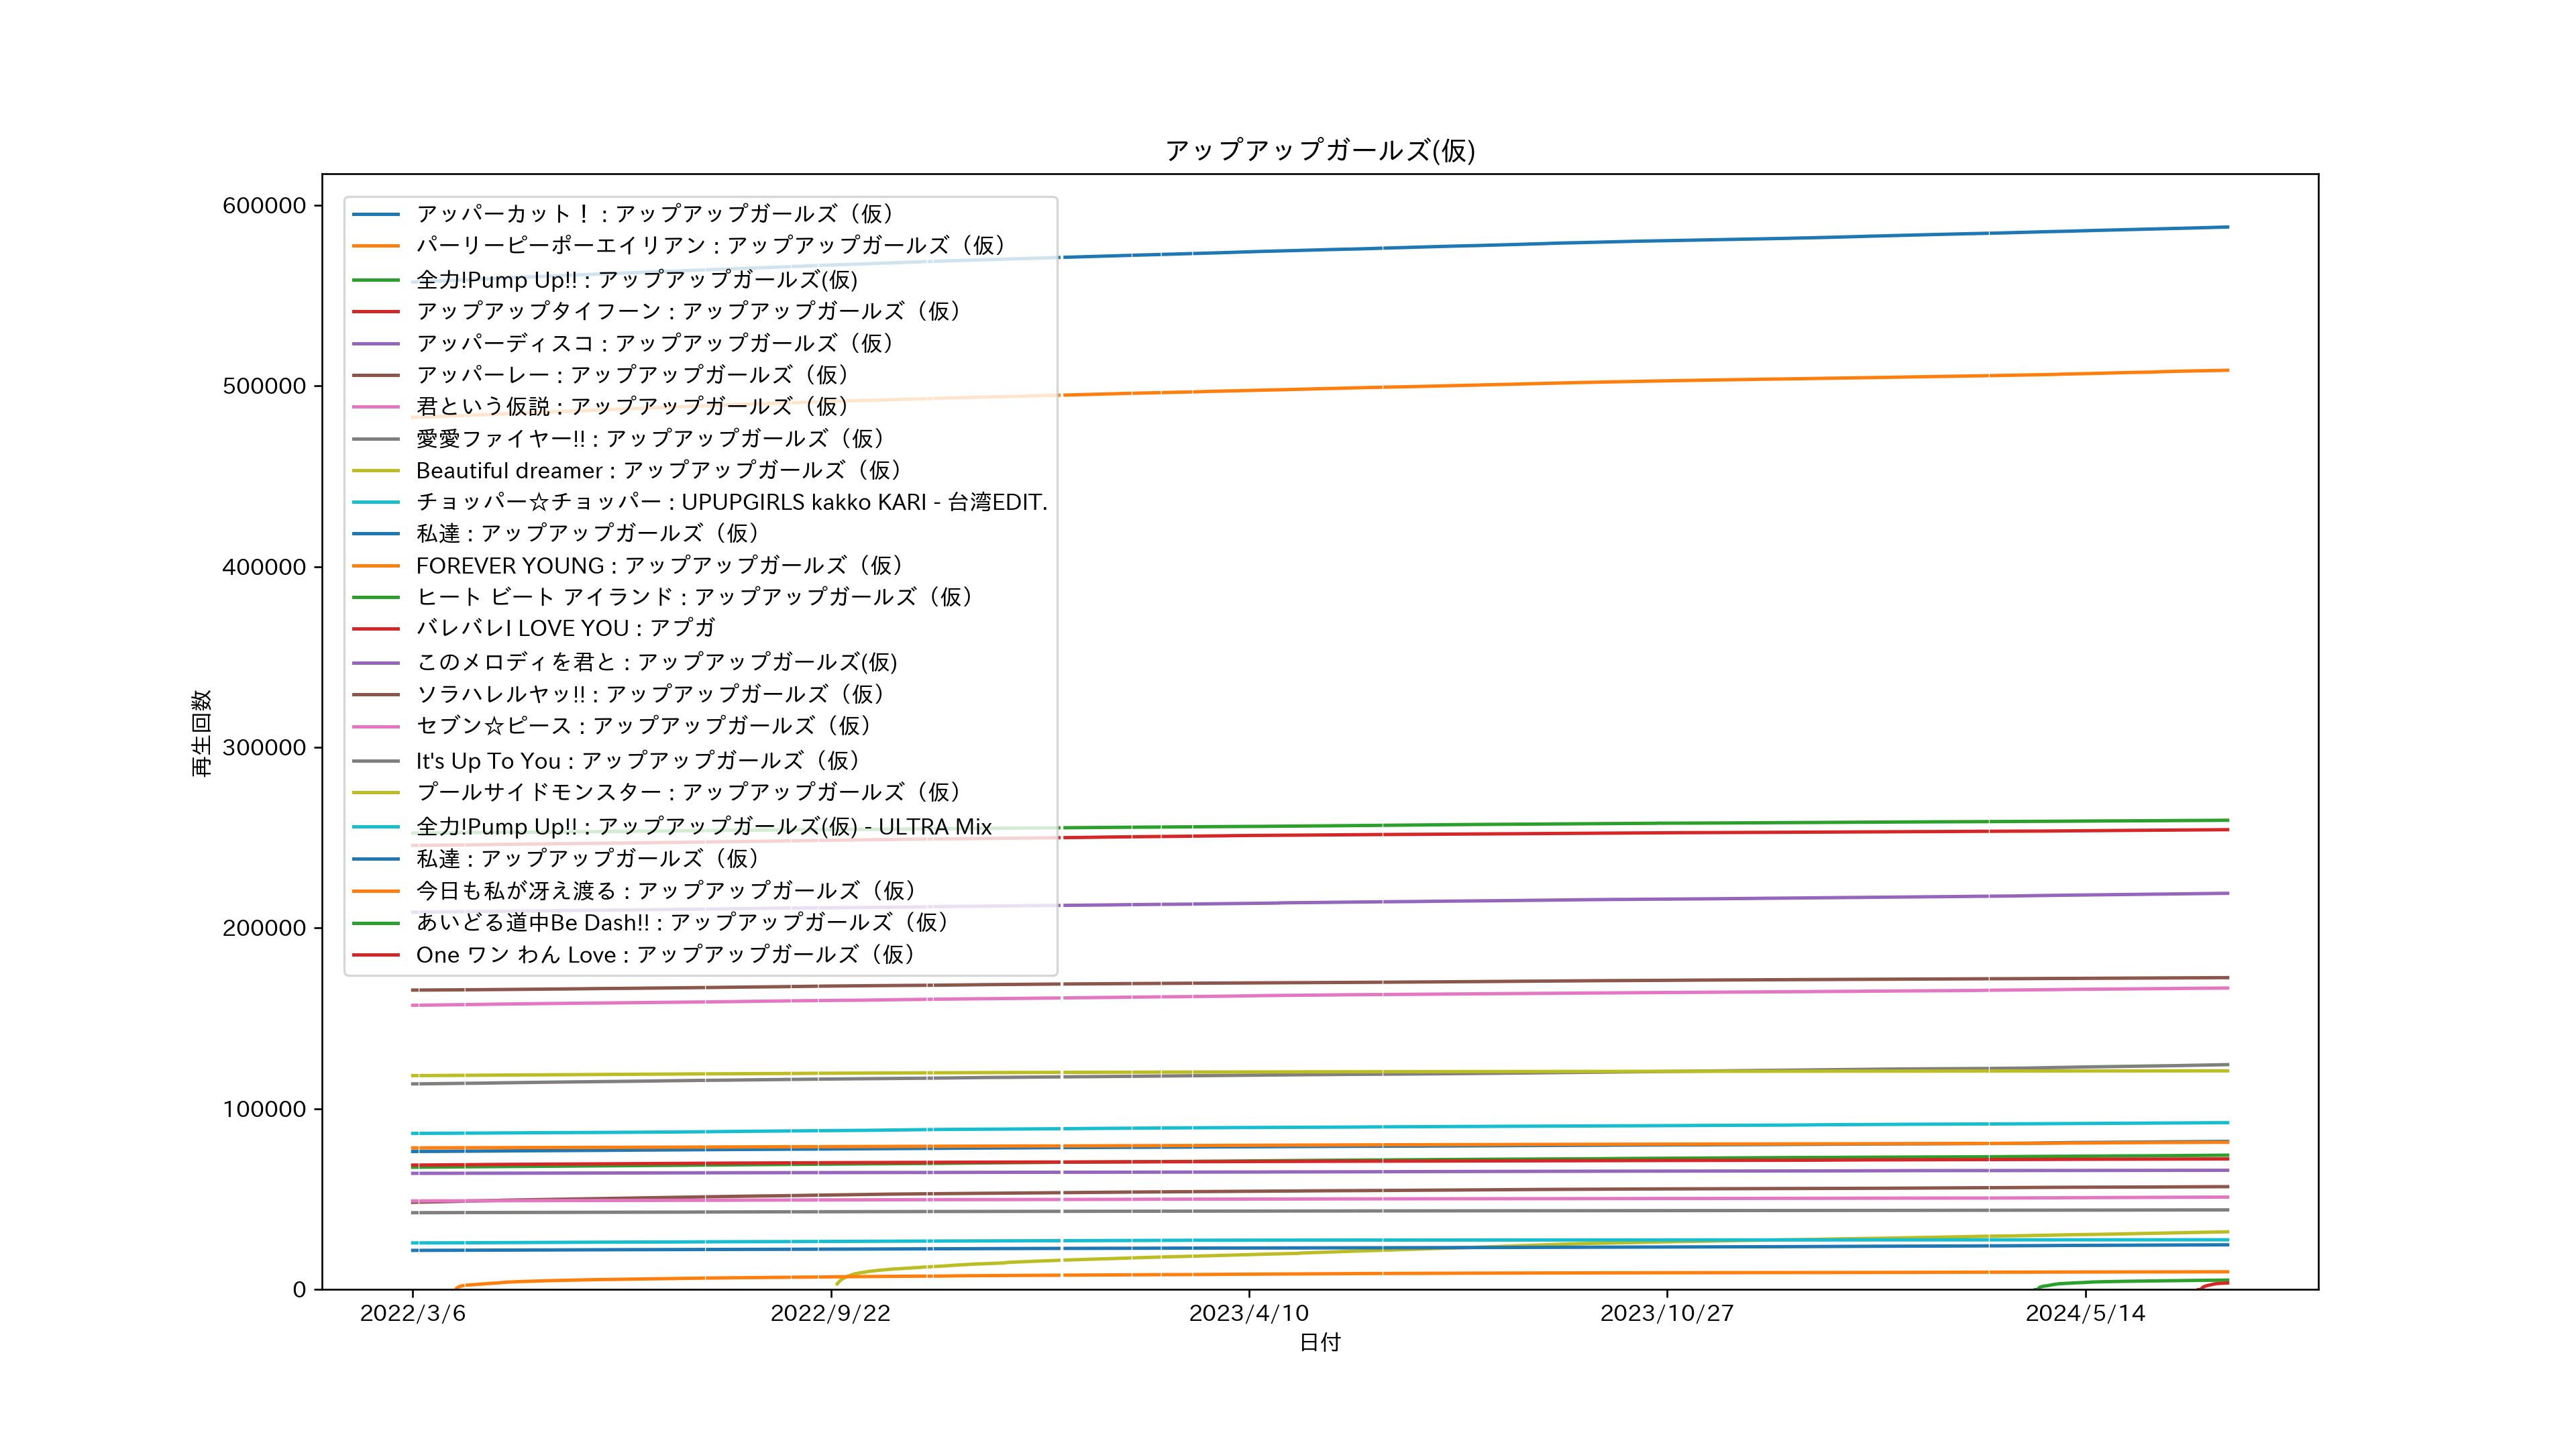 アップアップガールズ(仮)
600000
500000
400000
300000
200000
100000
0
再生回数
アッパーカット！ : アップアップガールズ（仮）
パーリーピーポーエイリアン : アップアップガールズ（仮）
全力!Pump Up!! : アップアップガールズ(仮)
アップアップタイフーン : アップアップガールズ（仮）
アッパーディスコ : アップアップガールズ（仮）
アッパーレー : アップアップガールズ（仮）
君という仮説 : アップアップガールズ（仮）
愛愛ファイヤー!! : アップアップガールズ（仮）
Beautiful dreamer : アップアップガールズ（仮）
チョッパー☆チョッパー : UPUPGIRLS kakko KARI - 台湾EDIT.
私達 : アップアップガールズ（仮）
FOREVER YOUNG : アップアップガールズ（仮）
ヒート ビート アイランド : アップアップガールズ（仮）
バレバレI LOVE YOU : アプガ
このメロディを君と : アップアップガールズ(仮)
ソラハレルヤッ!! : アップアップガールズ（仮）
セブン☆ピース : アップアップガールズ（仮）
It's Up To You : アップアップガールズ（仮）
プールサイドモンスター : アップアップガールズ（仮）
全力!Pump Up!! : アップアップガールズ(仮) - ULTRA Mix
私達 : アップアップガールズ（仮）
今日も私が冴え渡る : アップアップガールズ（仮）
あいどる道中Be Dash!! : アップアップガールズ（仮）
One ワン わん Love : アップアップガールズ（仮）
2022/3/6
2022/9/22
2023/4/10
2023/10/27
2024/5/14
日付